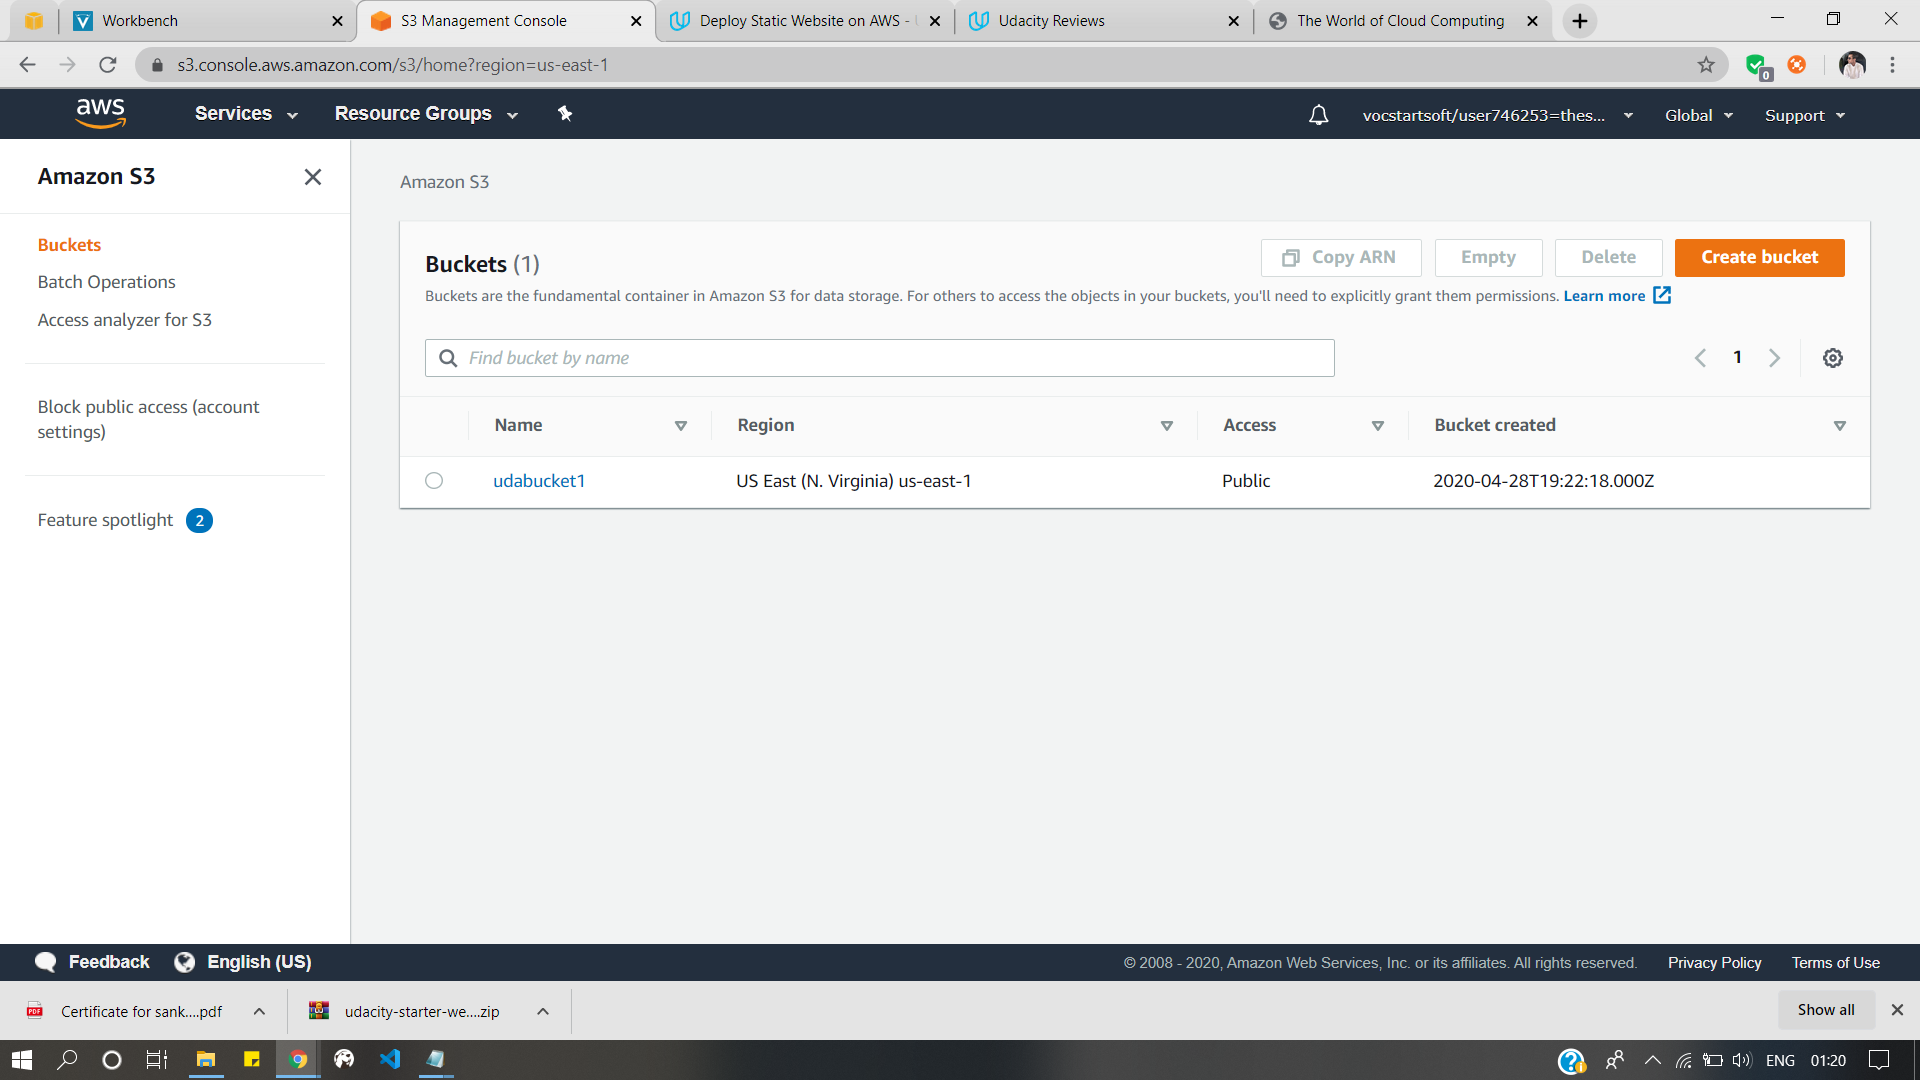 Workbench
S3 Management Console
Deploy Static Website on AWS -
Udacity Reviews
The World of Cloud Computing
s3.console.aws.amazon.com/s3/home?region=us-east-1
0
aws
Services
Resource Groups
vocstartsoft/user746253=thes...
Global
Support
Amazon S3
Buckets
Batch Operations
Access analyzer for S3
Block public access (account
settings)
Feature spotlight 2
Amazon S3
Buckets (1)
Copy ARN
Empty
Delete
Create bucket
Buckets are the fundamental container in Amazon S3 for data storage. For others to access the objects in your buckets, you'll need to explicitly grant them permissions. Learn more
Find bucket by name
1
Name
Region
Access
Bucket created
udabucket1
US East (N. Virginia) us-east-1
Public
2020-04-28T19:22:18.000Z
Feedback
English (US)
© 2008 - 2020, Amazon Web Services, Inc. or its affiliates. All rights reserved.
Privacy Policy
Terms of Use
PDF
Certificate for sank....pdf
udacity-starter-we....zip
Show all
ENG
01:20